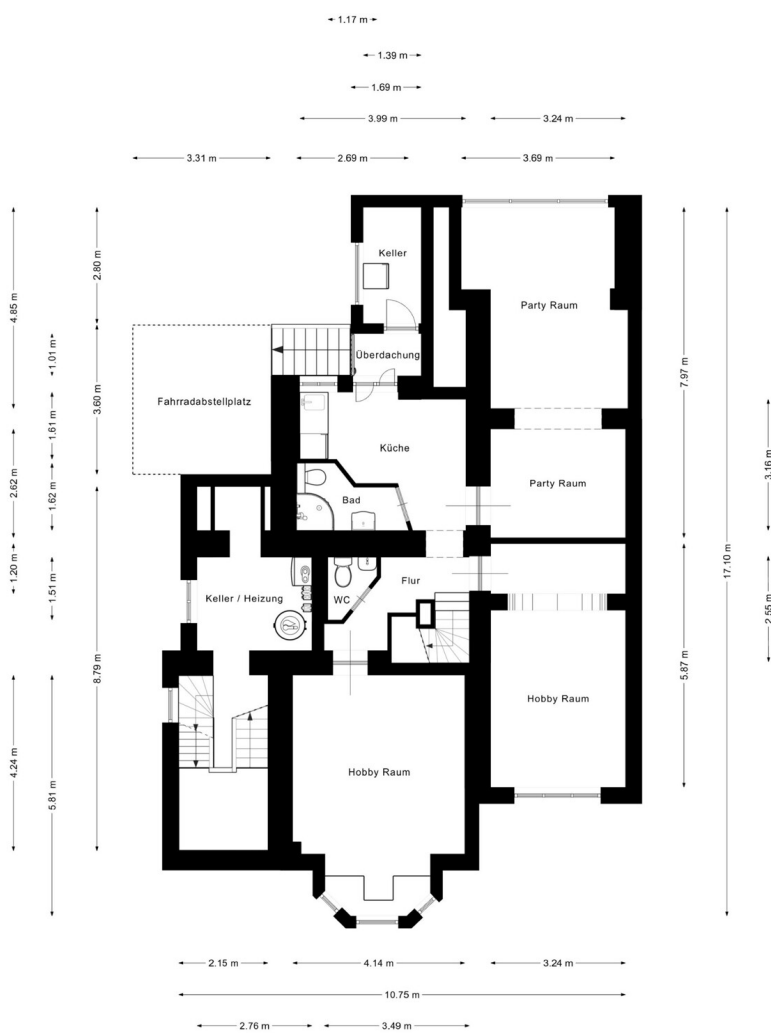 1.17 m
1.39 m
1.69 m
3.99 m
3.24 m
3.31 m
2.69 m
3.69 m
4.85 m
1.01 m
1.61 m
2.62 m
1.62 m
1.20 m
1.51 m
4.24 m
5.81 m
2.80 m
3.60 m
8.79 m
Keller
Party Raum
Überdachung
Fahrradabstellplatz
Küche
Party Raum
Bad
Flur
Keller / Heizung
WC
Hobby Raum
Hobby Raum
7.97 m
5.87 m
17.10 m
3.16 m
2.55 m
2.15 m
4.14 m
3.24 m
10.75 m
2.76 m
3.49 m